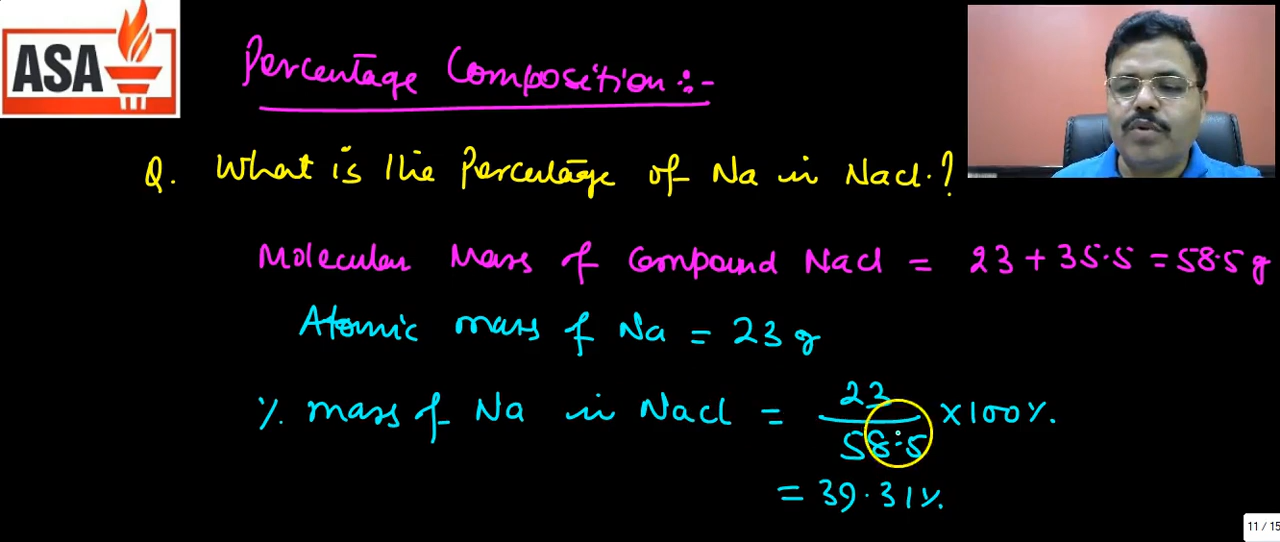 ASA
Percentage Composition :-
Q. What is the Percentage of Na in Nacl.?
Molecular Mass of Compound Nacl = 23 + 35.5 = 58.5 g
Atomic mass of Na = 23 g
% mass of Na in Nacl = 23 / 58.5 × 100 %.
= 39.31 %.
11 / 15